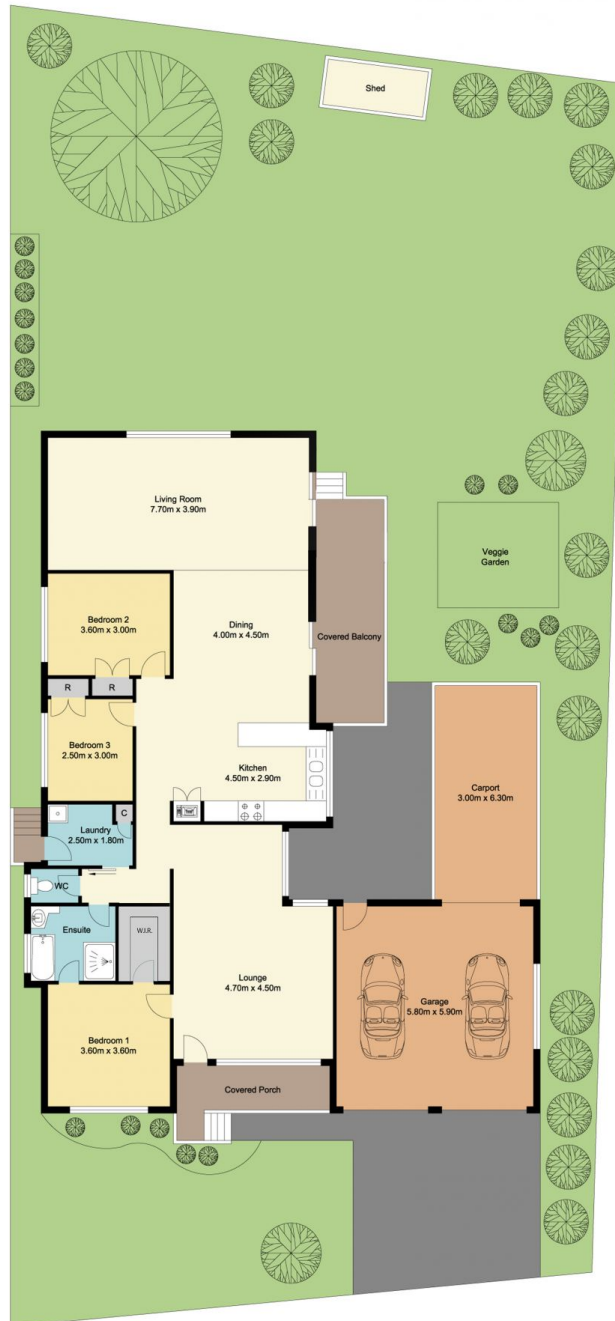 Shed
Living Room
7.70m x 3.90m
Veggie
Garden
Bedroom 2
3.60m x 3.00m
Dining
4.00m x 4.50m
Covered Balcony
R
R
Bedroom 3
2.50m x 3.00m
Kitchen
4.50m x 2.90m
Carport
3.00m x 6.30m
C
Laundry
2.50m x 1.80m
WC
Ensuite
W.I.R.
Lounge
4.70m x 4.50m
Garage
5.80m x 5.90m
Bedroom 1
3.60m x 3.60m
Covered Porch